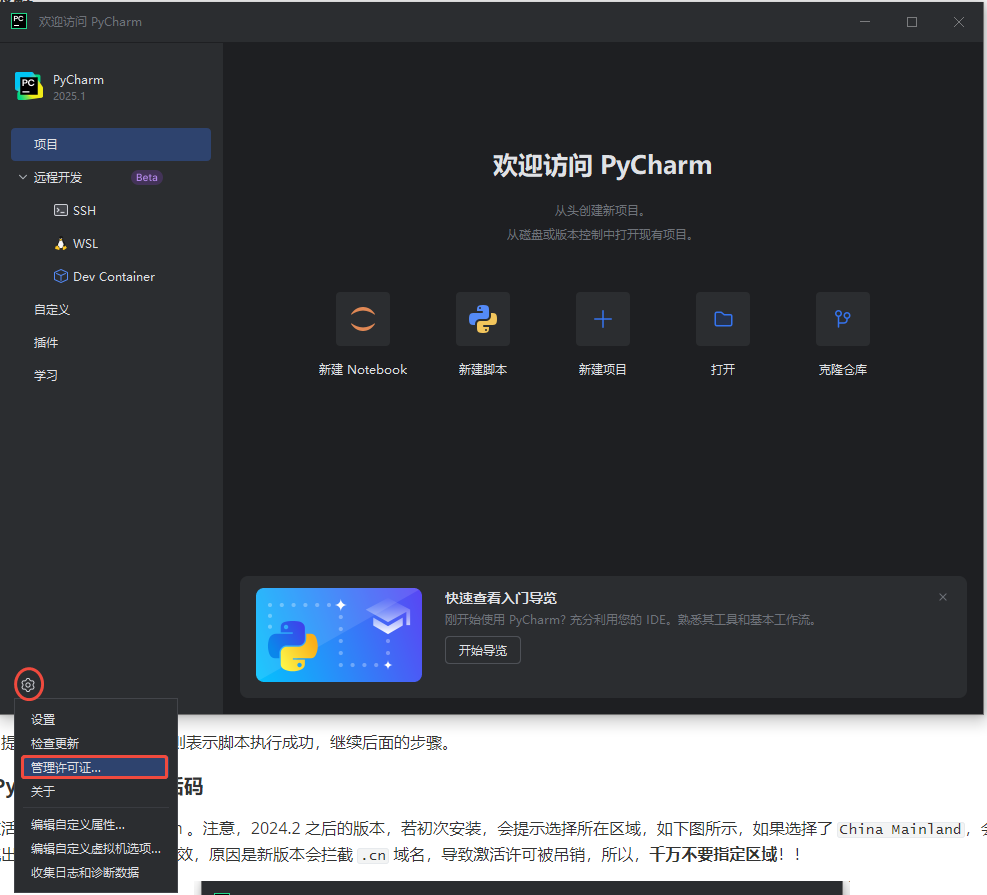 欢迎访问 PyCharm
PyCharm
2025.1
项目
远程开发 Beta
SSH
WSL
Dev Container
自定义
插件
学习
欢迎访问 PyCharm
从头创建新项目。
从磁盘或版本控制中打开现有项目。
新建 Notebook 新建脚本 新建项目 打开 克隆仓库
快速查看入门导览
刚开始使用 PyCharm? 充分利用您的 IDE。熟悉其工具和基本工作流。
开始导览
设置
检查更新
管理许可证...
关于
编辑自定义属性...
编辑自定义虚拟机选项...
收集日志和诊断数据
提 则表示脚本执行成功，继续后面的步骤。
Py 活码
活 n 。注意，2024.2 之后的版本，若初次安装，会提示选择所在区域，如下图所示，如果选择了 China Mainland，会
出 效，原因是新版本会拦截 .cn 域名，导致激活许可被吊销，所以，千万不要指定区域！！